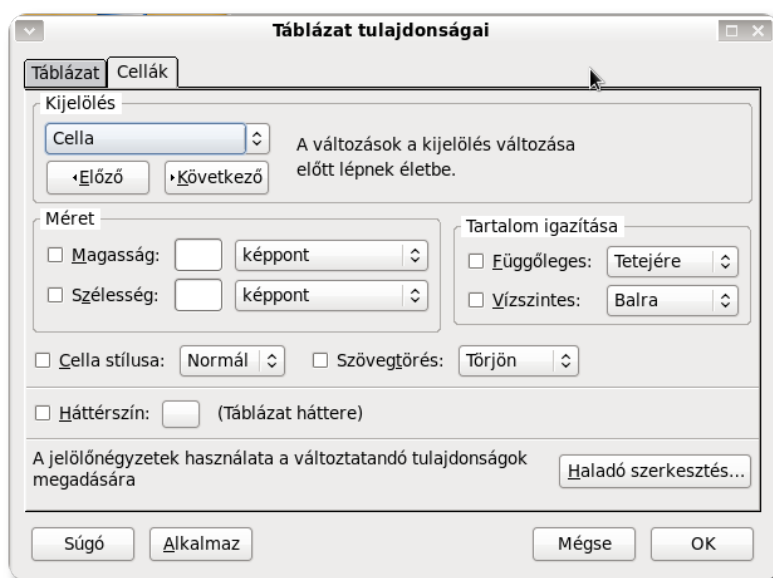 Táblázat tulajdonságai
Táblázat
Cellák
Kijelölés
Cella
A változások a kijelölés változása
előtt lépnek életbe.
Előző
Következő
Méret
Magasság:
képpont
Szélesség:
képpont
Tartalom igazítása
Függőleges:
Tetejére
Vízszintes:
Balra
Cella stílusa:
Normál
Szövegtörés:
Törjön
Háttérszín:
(Táblázat háttere)
A jelölőnégyzetek használata a változtatandó tulajdonságok
megadására
Haladó szerkesztés...
Súgó
Alkalmaz
Mégse
OK